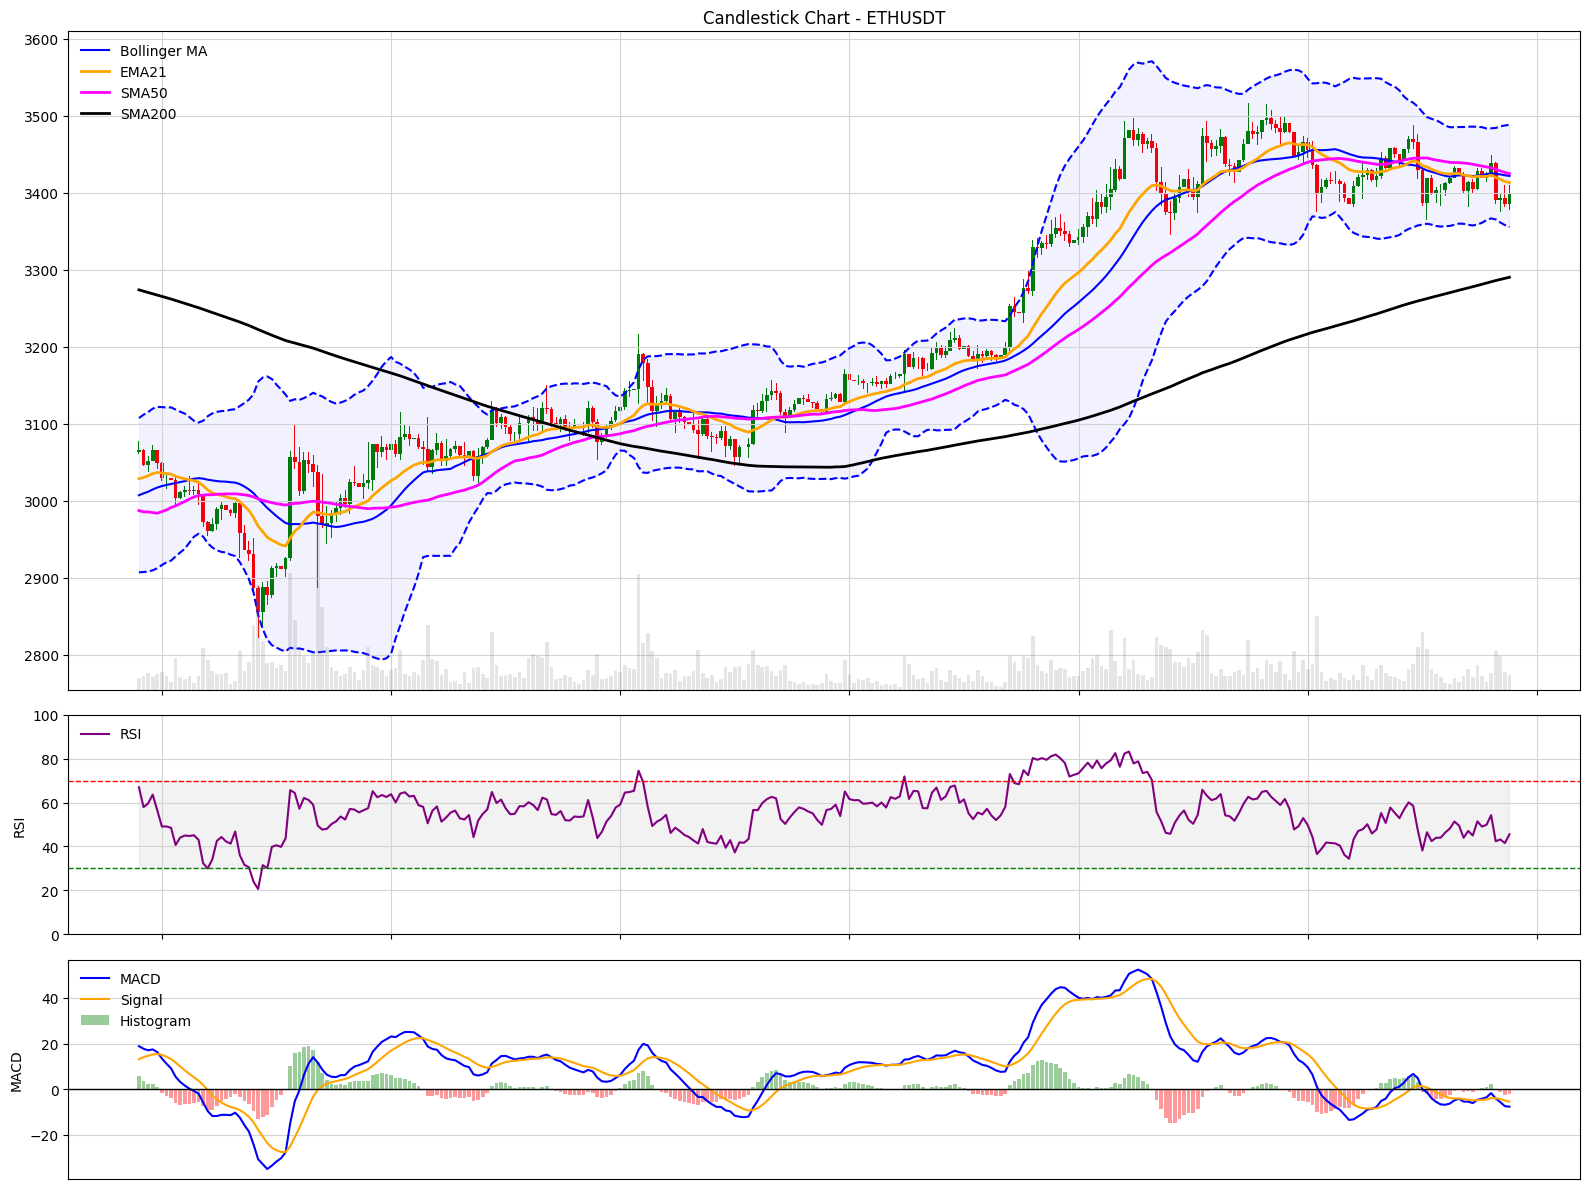 Candlestick Chart - ETHUSDT
3600
3500
3400
3300
3200
3100
3000
2900
2800
Bollinger MA
EMA21
SMA50
SMA200
100
80
60
40
20
0
RSI
RSI
40
20
0
−20
MACD
MACD
Signal
Histogram